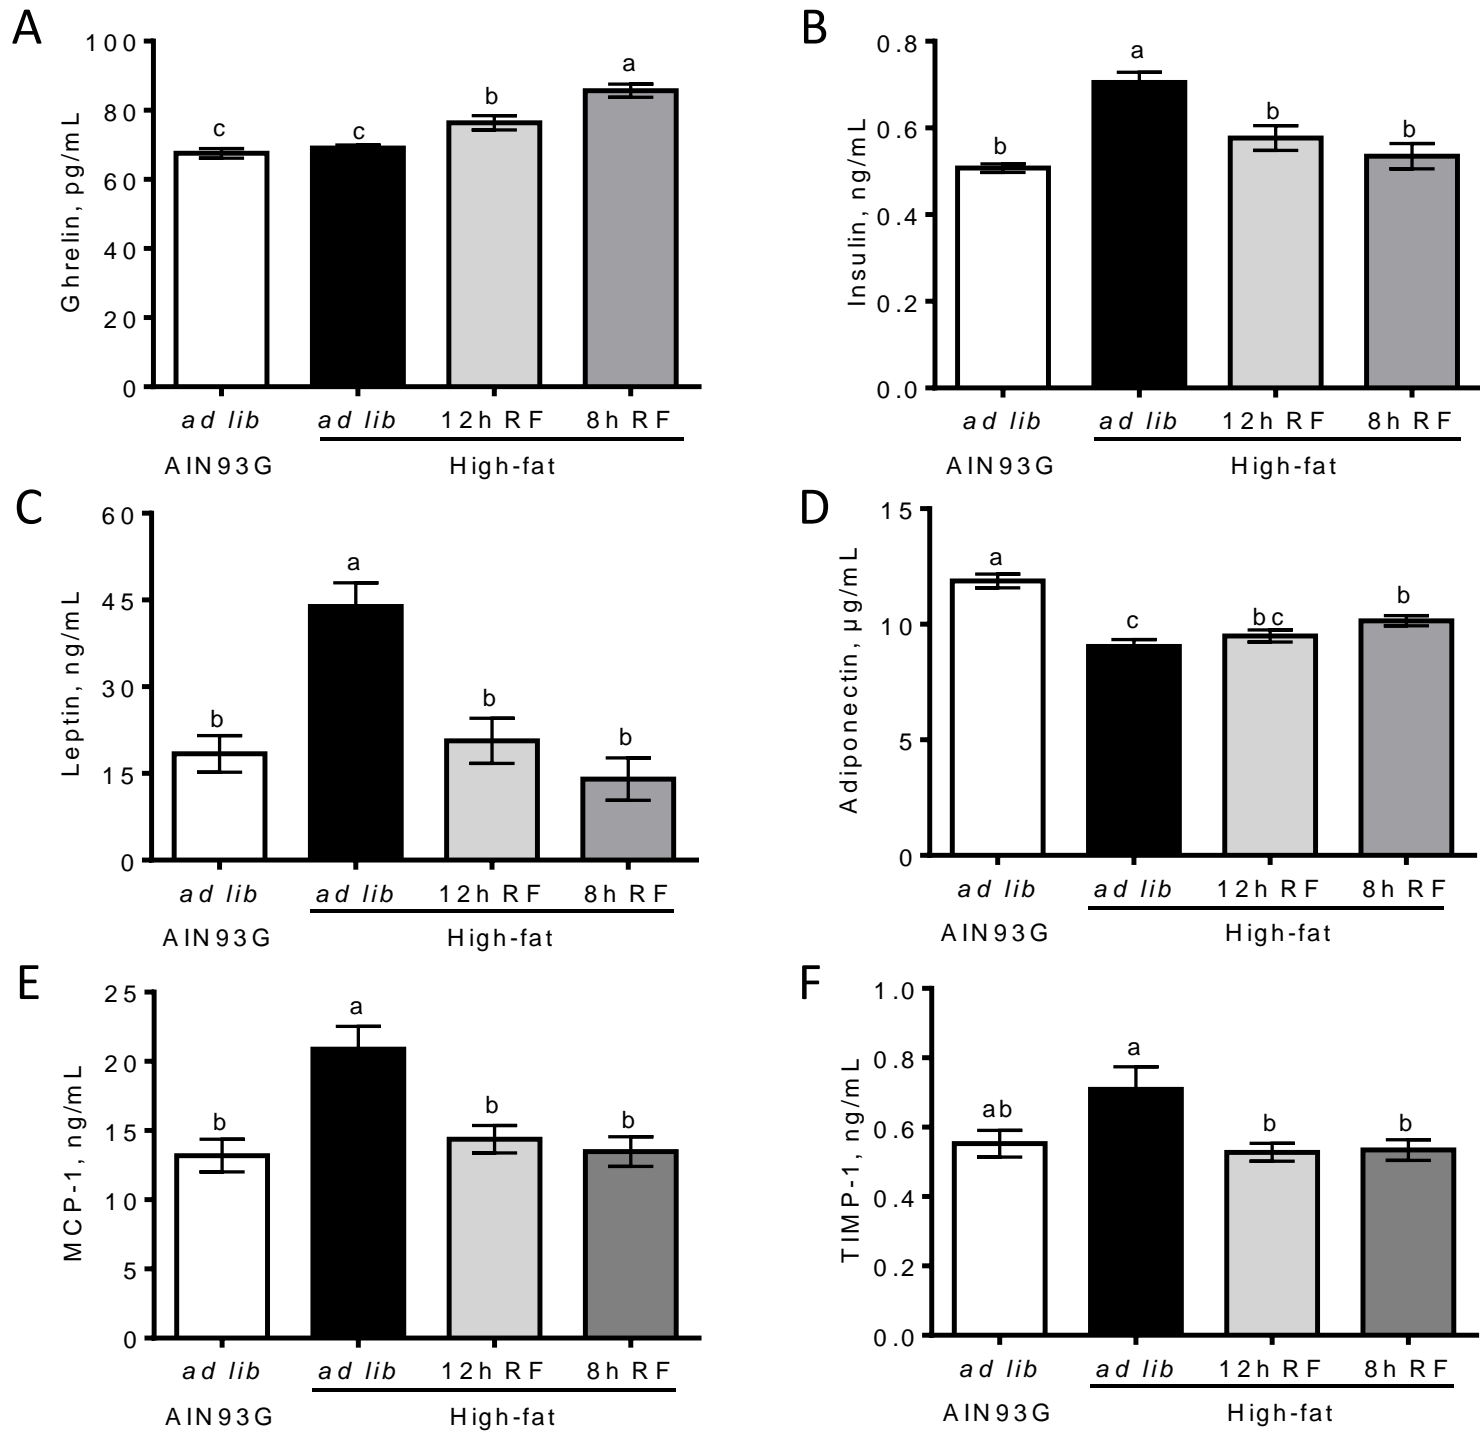 A
Ghrelin, pg/mL
100
80
60
40
20
0
c
c
b
a
ad lib
ad lib
12h RF
8h RF
AIN93G
High-fat
B
Insulin, ng/mL
0.8
0.6
0.4
0.2
0.0
b
a
b
b
ad lib
ad lib
12h RF
8h RF
AIN93G
High-fat
C
Leptin, ng/mL
60
45
30
15
0
b
a
b
b
ad lib
ad lib
12h RF
8h RF
AIN93G
High-fat
D
Adiponectin, µg/mL
15
10
5
0
a
c
bc
b
ad lib
ad lib
12h RF
8h RF
AIN93G
High-fat
E
MCP-1, ng/mL
25
20
15
10
5
0
b
a
b
b
ad lib
ad lib
12h RF
8h RF
AIN93G
High-fat
F
TIMP-1, ng/mL
1.0
0.8
0.6
0.4
0.2
0.0
ab
a
b
b
ad lib
ad lib
12h RF
8h RF
AIN93G
High-fat